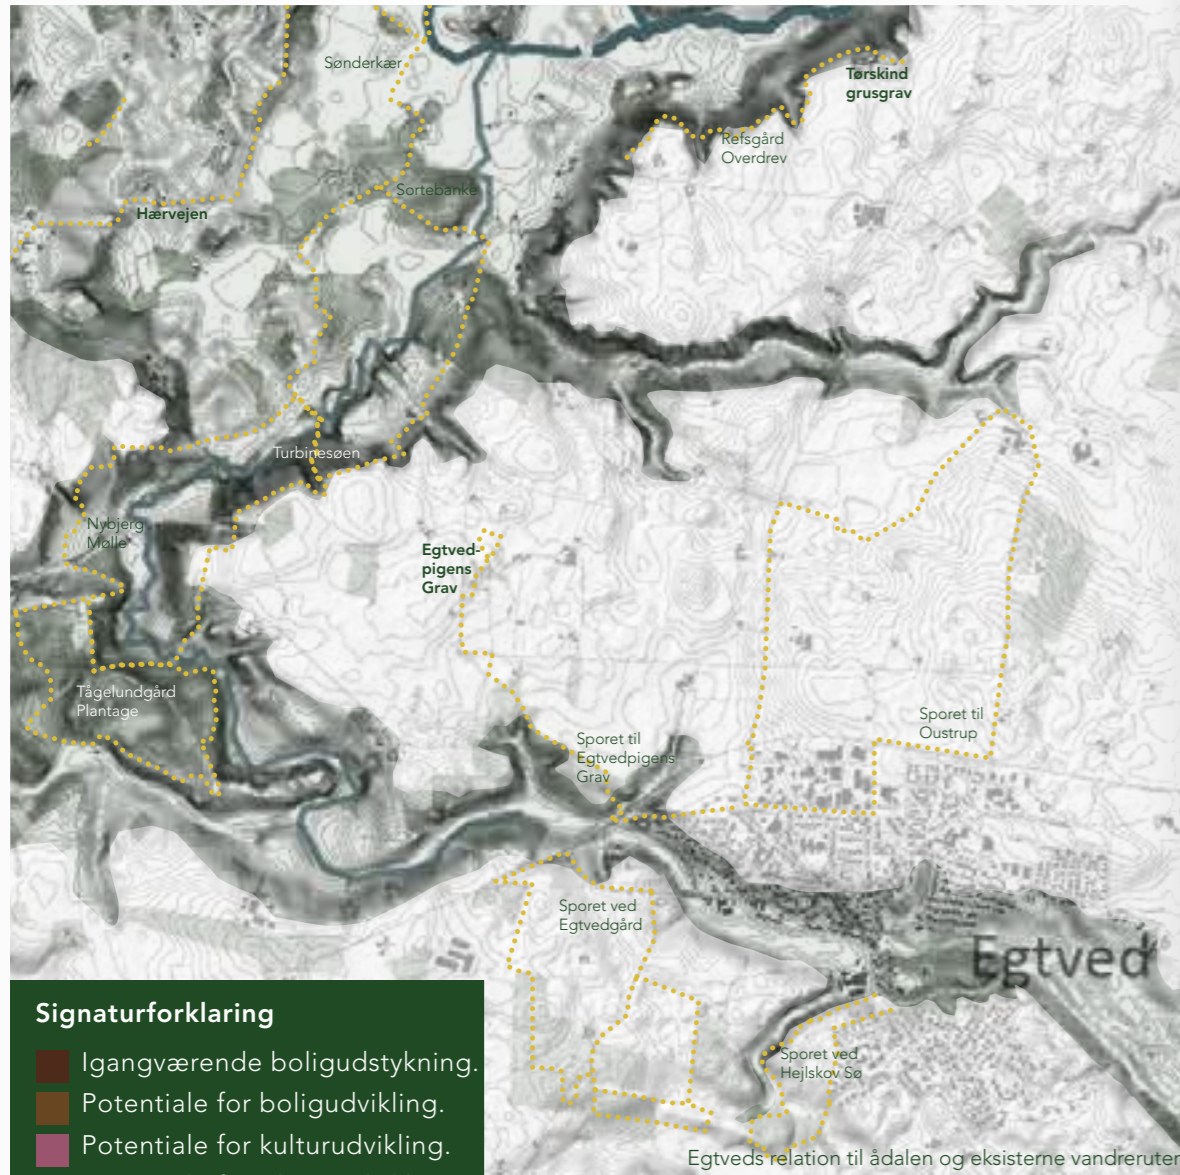 Sønderkær
Tørskind
grusgrav
Refsgård
Overdrev
Sortebanke
Hærvejen
Turbinesøen
Nybjerg
Mølle
Egtved-
pigens
Grav
Tågelundgård
Plantage
Sporet til
Oustrup
Sporet til
Egtvedpigens
Grav
Sporet ved
Egtvedgård
Egtved
Sporet ved
Hejlskov Sø
Signaturforklaring
Igangværende boligudstykning.
Potentiale for boligudvikling.
Potentiale for kulturudvikling.
Egtveds relation til ådalen og eksisterne vandreruter